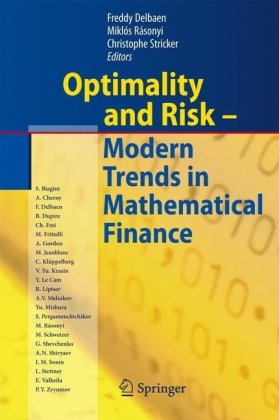 Freddy Delbaen
Miklós Rásonyi
Christophe Stricker
Editors
Optimality
and Risk –
Modern
Trends in
Mathematical
Finance
S. Biagini
A. Cherny
F. Delbaen
B. Dupire
Ch. Frei
M. Frittelli
A. Gordon
M. Jeanblanc
C. Klüppelberg
V. Yu. Krasin
Y. Le Cam
R. Liptser
A.V. Melnikov
Yu. Mishura
S. Pergamenchtchikov
M. Rásonyi
M. Schweizer
G. Shevchenko
A.N. Shiryaev
I. M. Sonin
L. Stettner
E. Valkeila
P.Y. Zryumov
Springer